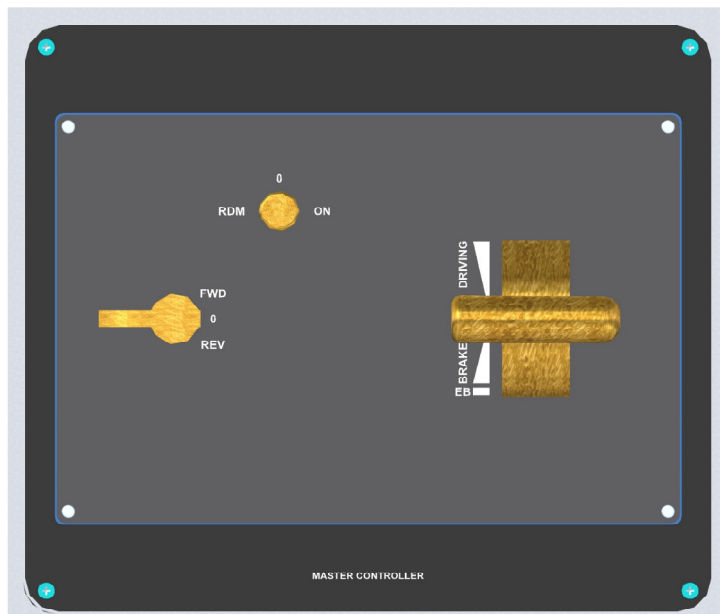 0
RDM ON
DRIVING
FWD
0
REV
BRAKE
EB
MASTER CONTROLLER